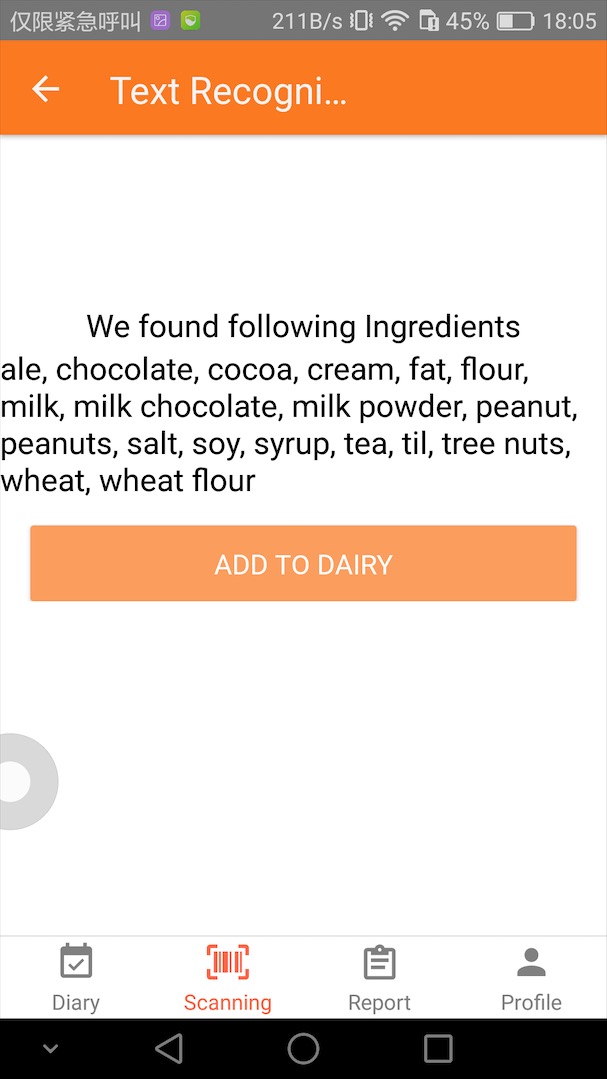 仅限紧急呼叫 211B/s 45% 18:05
Text Recogni...
We found following Ingredients
ale, chocolate, cocoa, cream, fat, flour,
milk, milk chocolate, milk powder, peanut,
peanuts, salt, soy, syrup, tea, til, tree nuts,
wheat, wheat flour
ADD TO DAIRY
Diary Scanning Report Profile